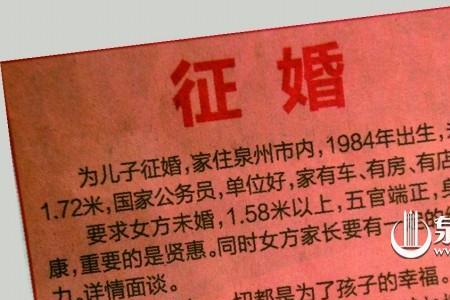 征婚
为儿子征婚，家住泉州市内，1984年出生，
1.72米，国家公务员，单位好，家有车、有房、有店
要求女方未婚，1.58米以上，五官端正，身
康，重要的是贤惠。同时女方家长要有一
力。详情面谈。
切都是为了孩子的幸福。